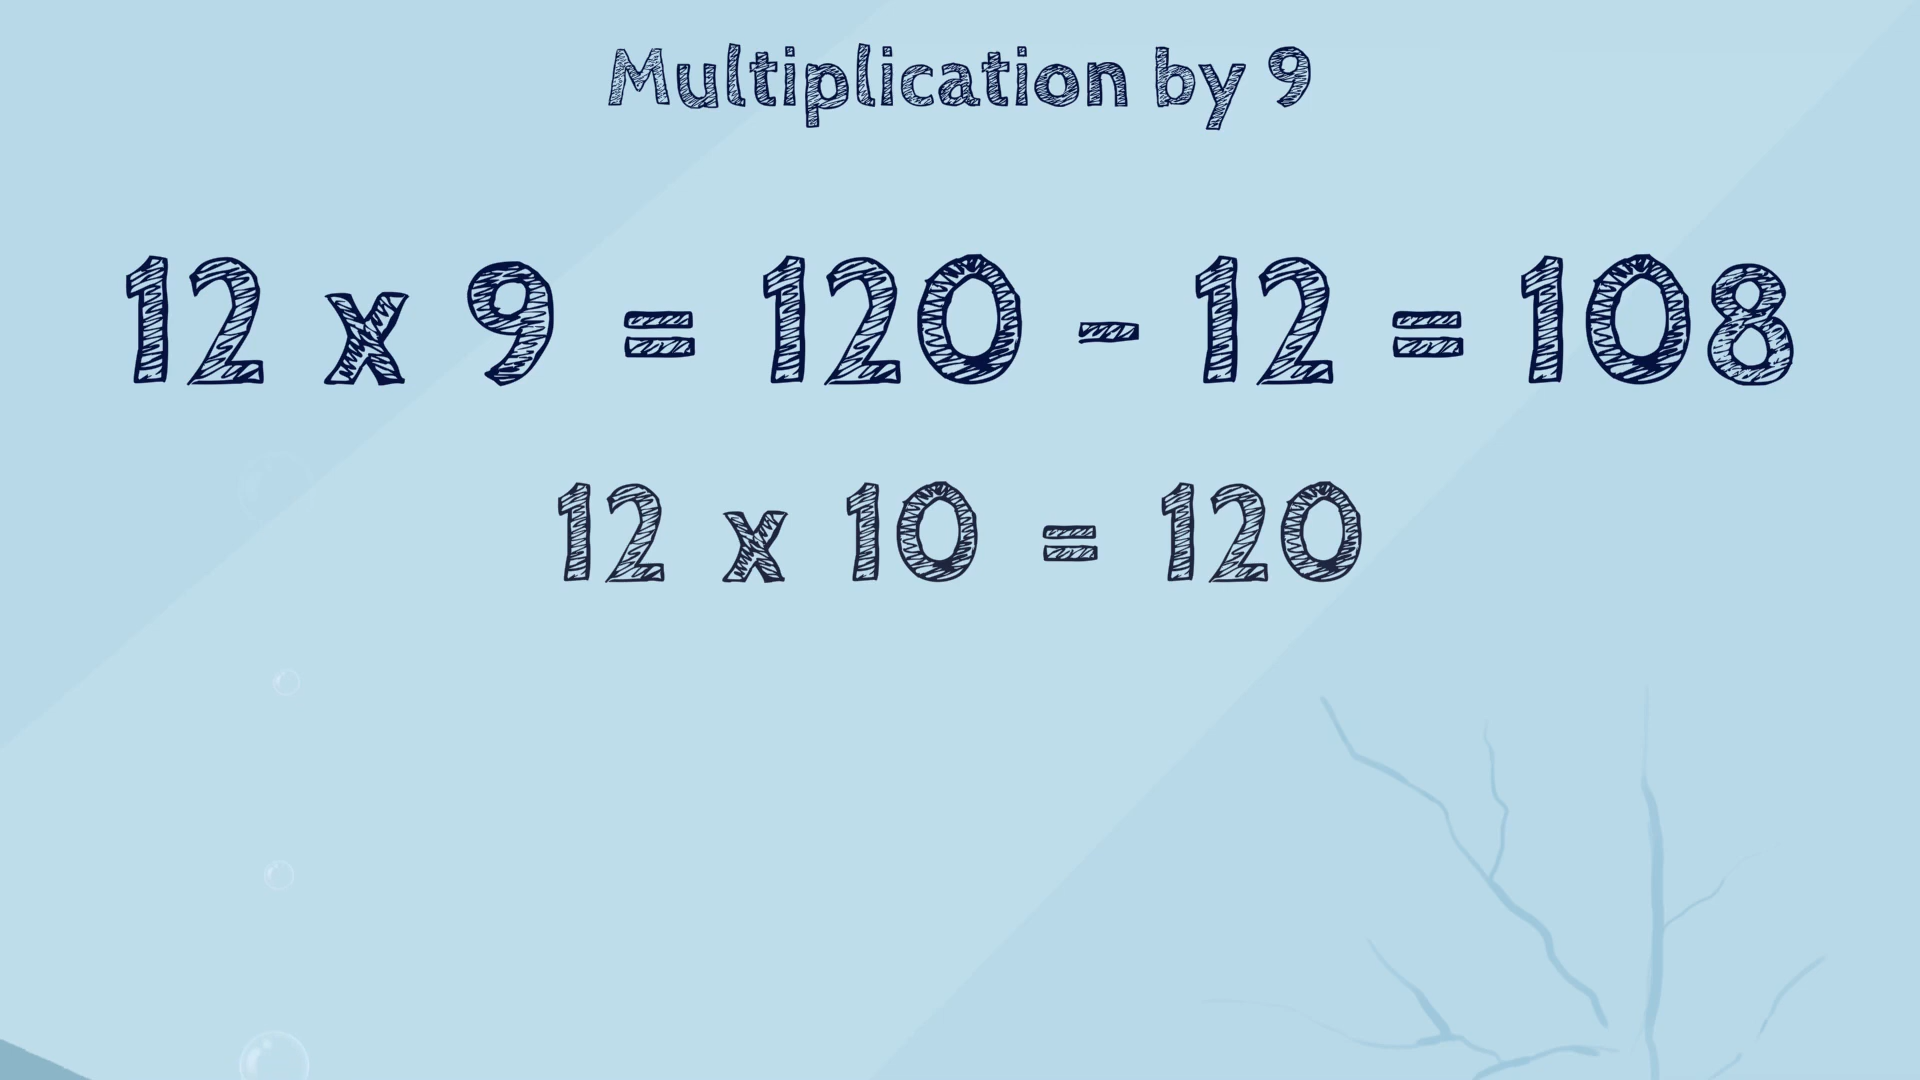 Multiplication by 9
12 x 9 = 120 - 12 = 108
12 x 10 = 120